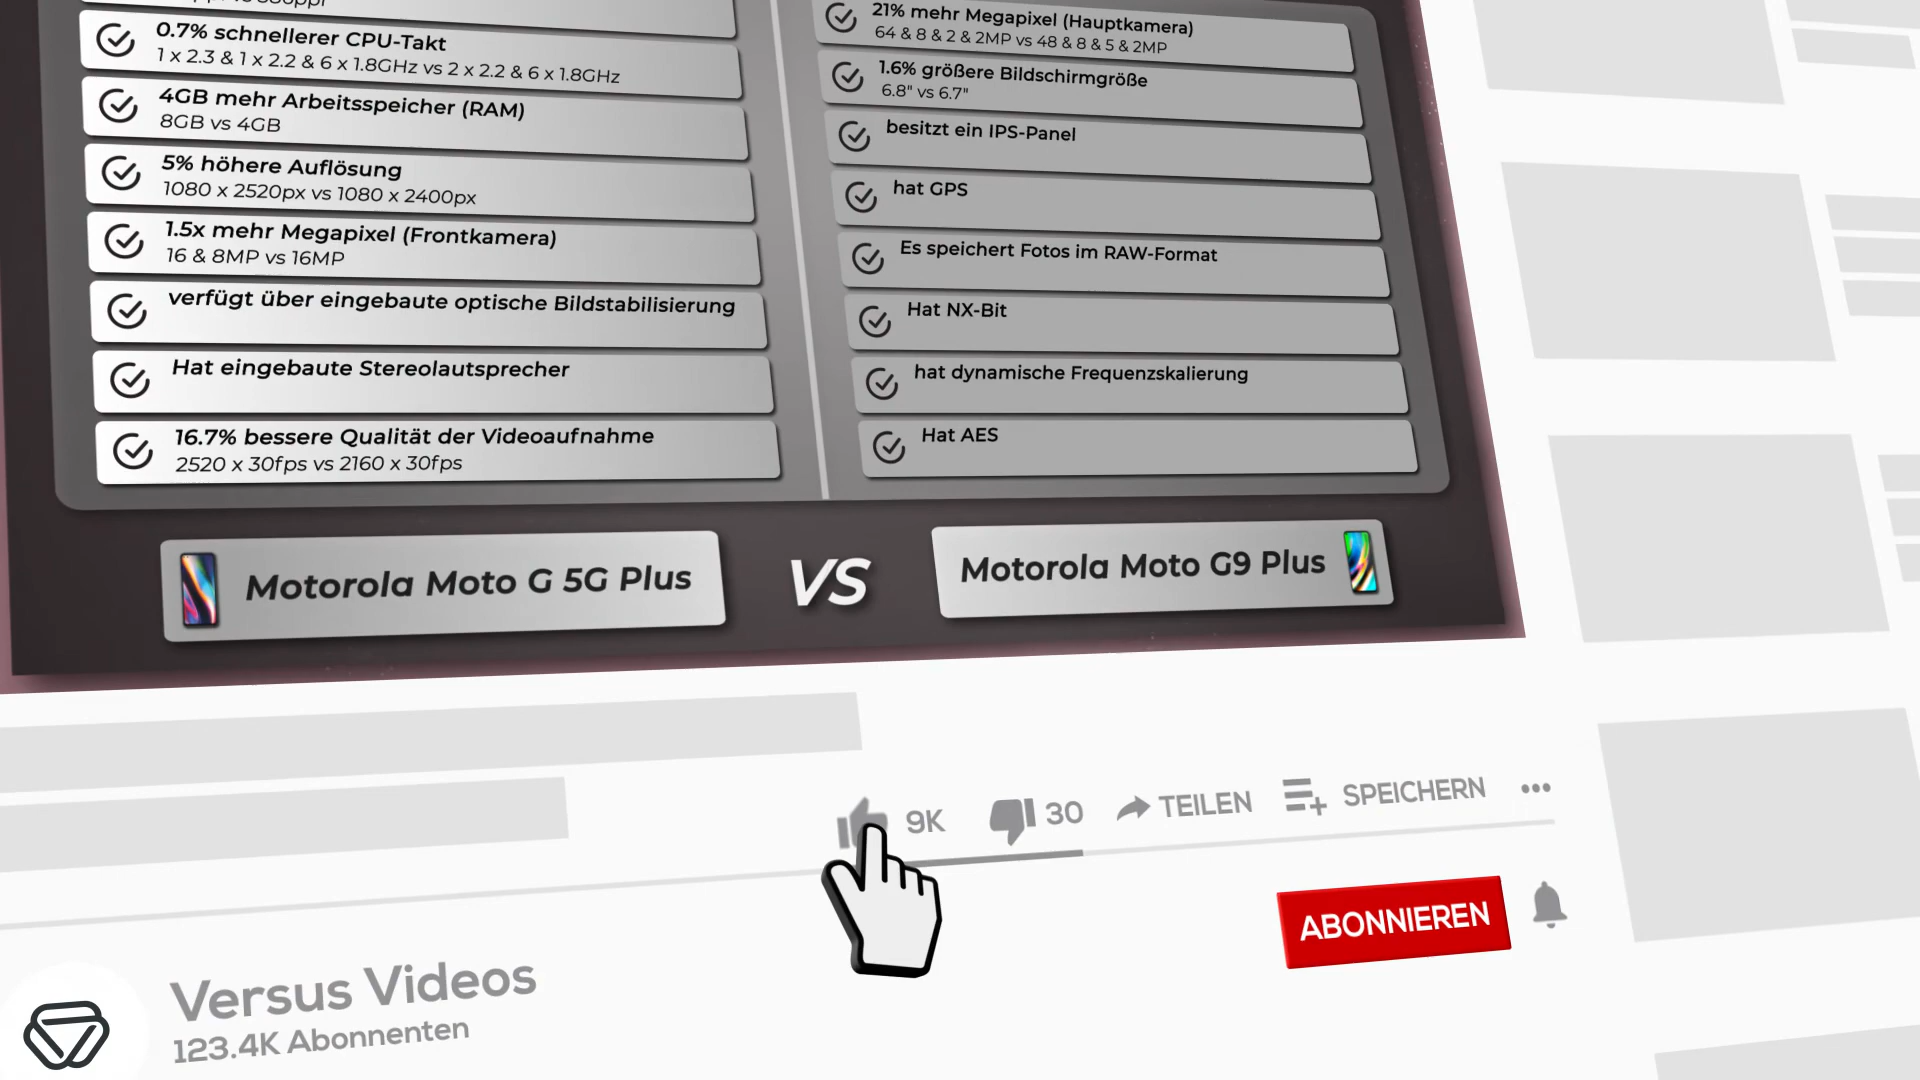 0.7% schnellerer CPU-Takt
1 x 2.3 & 1 x 2.2 & 6 x 1.8GHz vs 2 x 2.2 & 6 x 1.8GHz
4GB mehr Arbeitsspeicher (RAM)
8GB vs 4GB
5% höhere Auflösung
1080 x 2520px vs 1080 x 2400px
1.5x mehr Megapixel (Frontkamera)
16 & 8MP vs 16MP
verfügt über eingebaute optische Bildstabilisierung
Hat eingebaute Stereolautsprecher
16.7% bessere Qualität der Videoaufnahme
2520 x 30fps vs 2160 x 30fps
21% mehr Megapixel (Hauptkamera)
64 & 8 & 2 & 2MP vs 48 & 8 & 5 & 2MP
1.6% größere Bildschirmgröße
6.8" vs 6.7"
besitzt ein IPS-Panel
hat GPS
Es speichert Fotos im RAW-Format
Hat NX-Bit
hat dynamische Frequenzskalierung
Hat AES
Motorola Moto G 5G Plus
VS
Motorola Moto G9 Plus
9K
30
TEILEN
SPEICHERN
ABONNIEREN
Versus Videos
123.4K Abonnenten